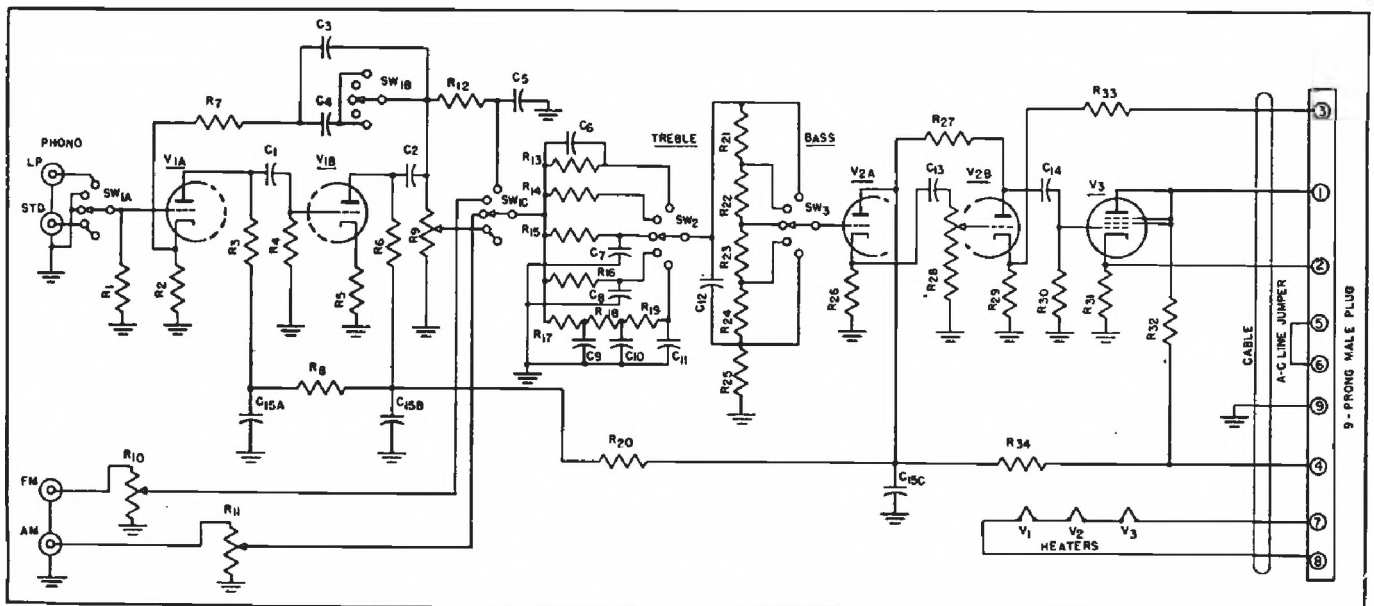 C3
SW1B
R12
C5
R7
C4
PHONO
LP
STD
SW1A
V1A
C1
V1B
C2
R1
R2
R3
R4
R5
R6
R9
SW1C
C6
R13
R14
R15
C7
R16
C8
R17
R18
R19
C9
C10
C11
TREBLE
SW2
C12
BASS
R21
R22
R23
R24
R25
SW3
V2A
R26
R27
C13
V2B
R28
R29
C14
R30
V3
R31
R32
R33
R8
C15A
C15B
R20
C15C
R34
FM
R10
AM
R11
V1
V2
V3
HEATERS
CABLE
A-C LINE JUMPER
3
1
2
5
6
9
4
7
8
9-PRONG MALE PLUG